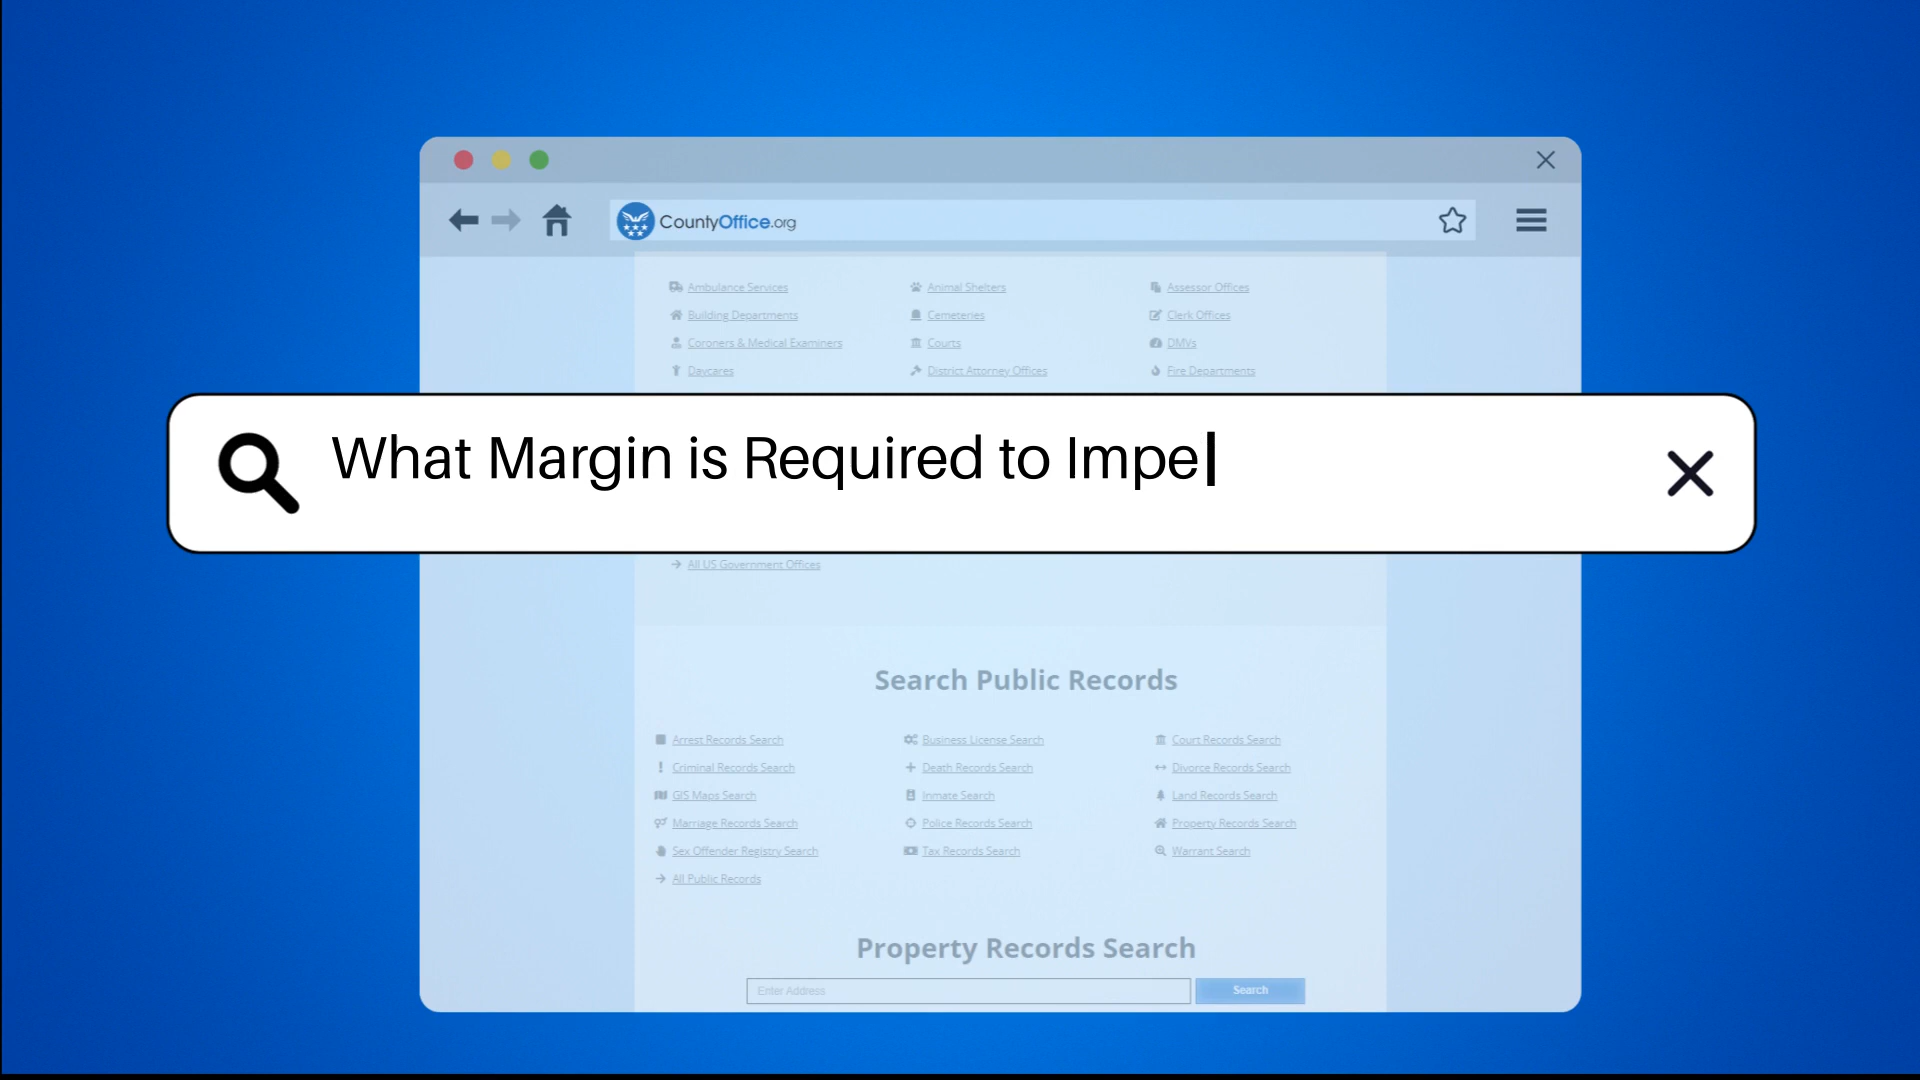 CountyOffice.org
Ambulance Services Animal Shelters Assessor Offices
Building Departments Cemeteries Clerk Offices
Coroners & Medical Examiners Courts DMVs
Daycares District Attorney Offices Fire Departments
What Margin is Required to Impe
All US Government Offices
Search Public Records
Arrest Records Search Business License Search Court Records Search
Criminal Records Search Death Records Search Divorce Records Search
GIS Maps Search Inmate Search Land Records Search
Marriage Records Search Police Records Search Property Records Search
Sex Offender Registry Search Tax Records Search Warrant Search
All Public Records
Property Records Search
Enter Address Search